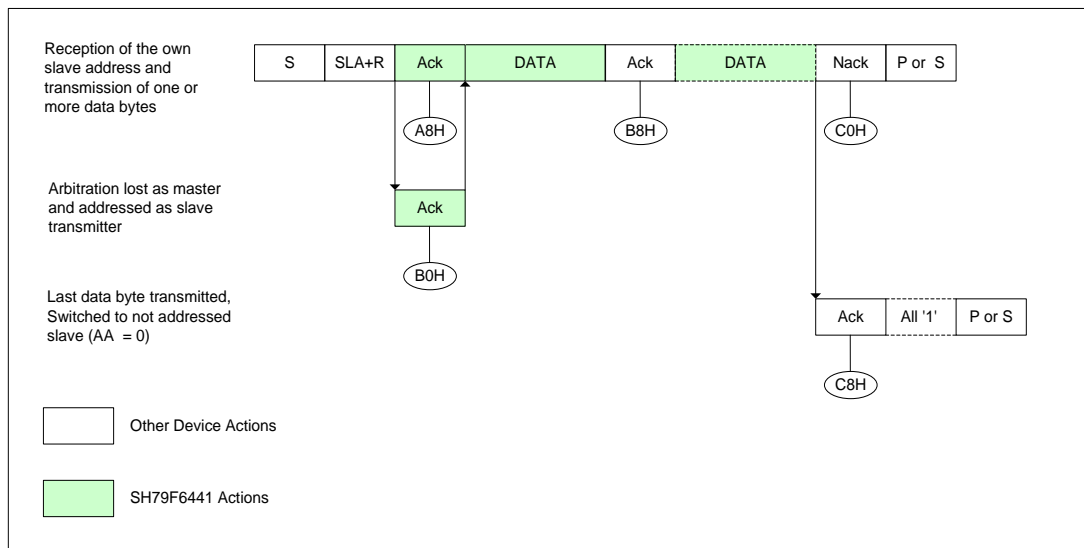 Reception of the own
slave address and
transmission of one or
more data bytes
S SLA+R Ack DATA Ack DATA Nack P or S
A8H B8H C0H
Arbitration lost as master
and addressed as slave
transmitter
Ack
B0H
Last data byte transmitted,
Switched to not addressed
slave (AA = 0)
Ack All '1' P or S
C8H
Other Device Actions
SH79F6441 Actions